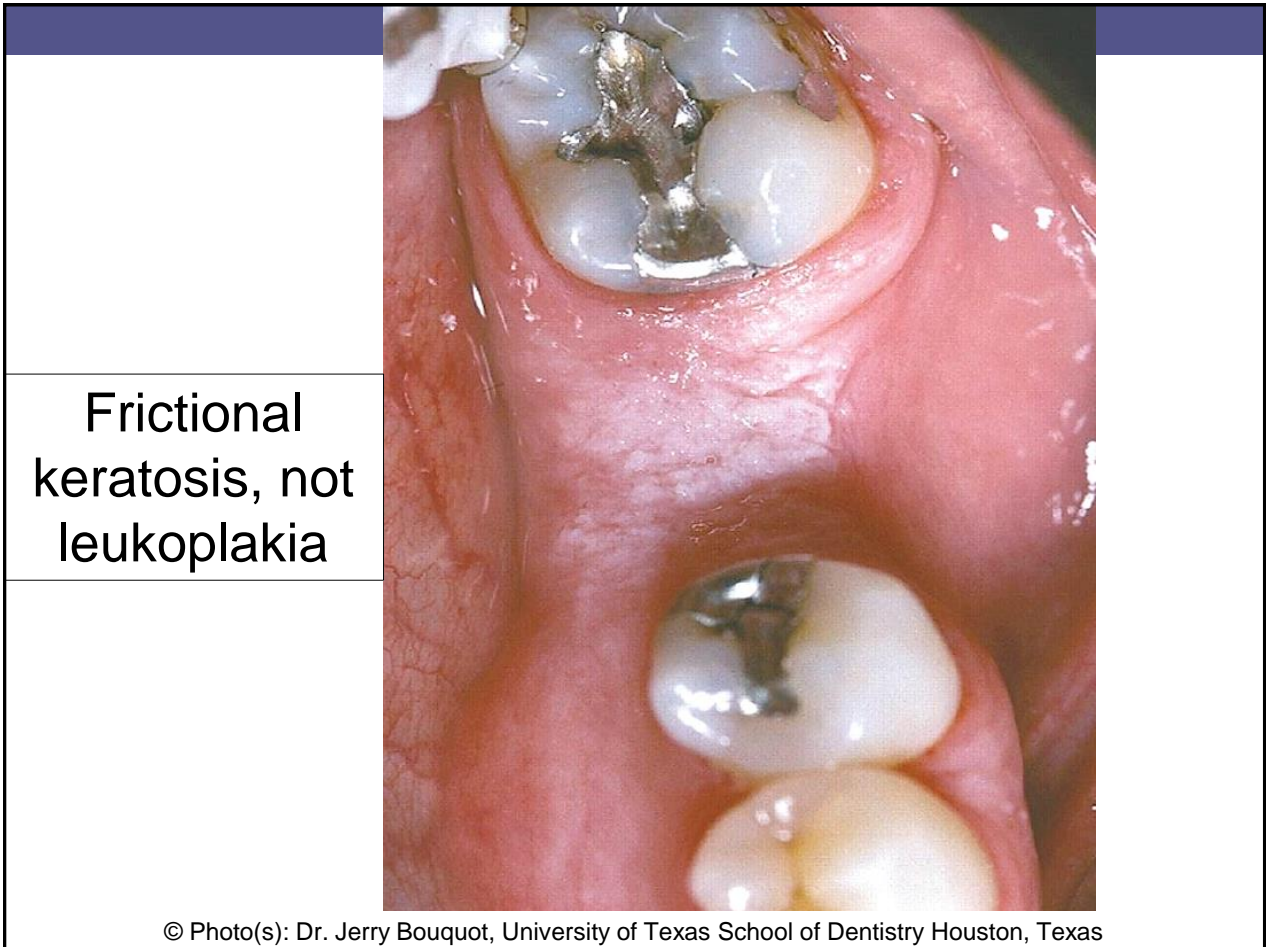 Frictional
keratosis, not
leukoplakia
© Photo(s): Dr. Jerry Bouquot, University of Texas School of Dentistry Houston, Texas